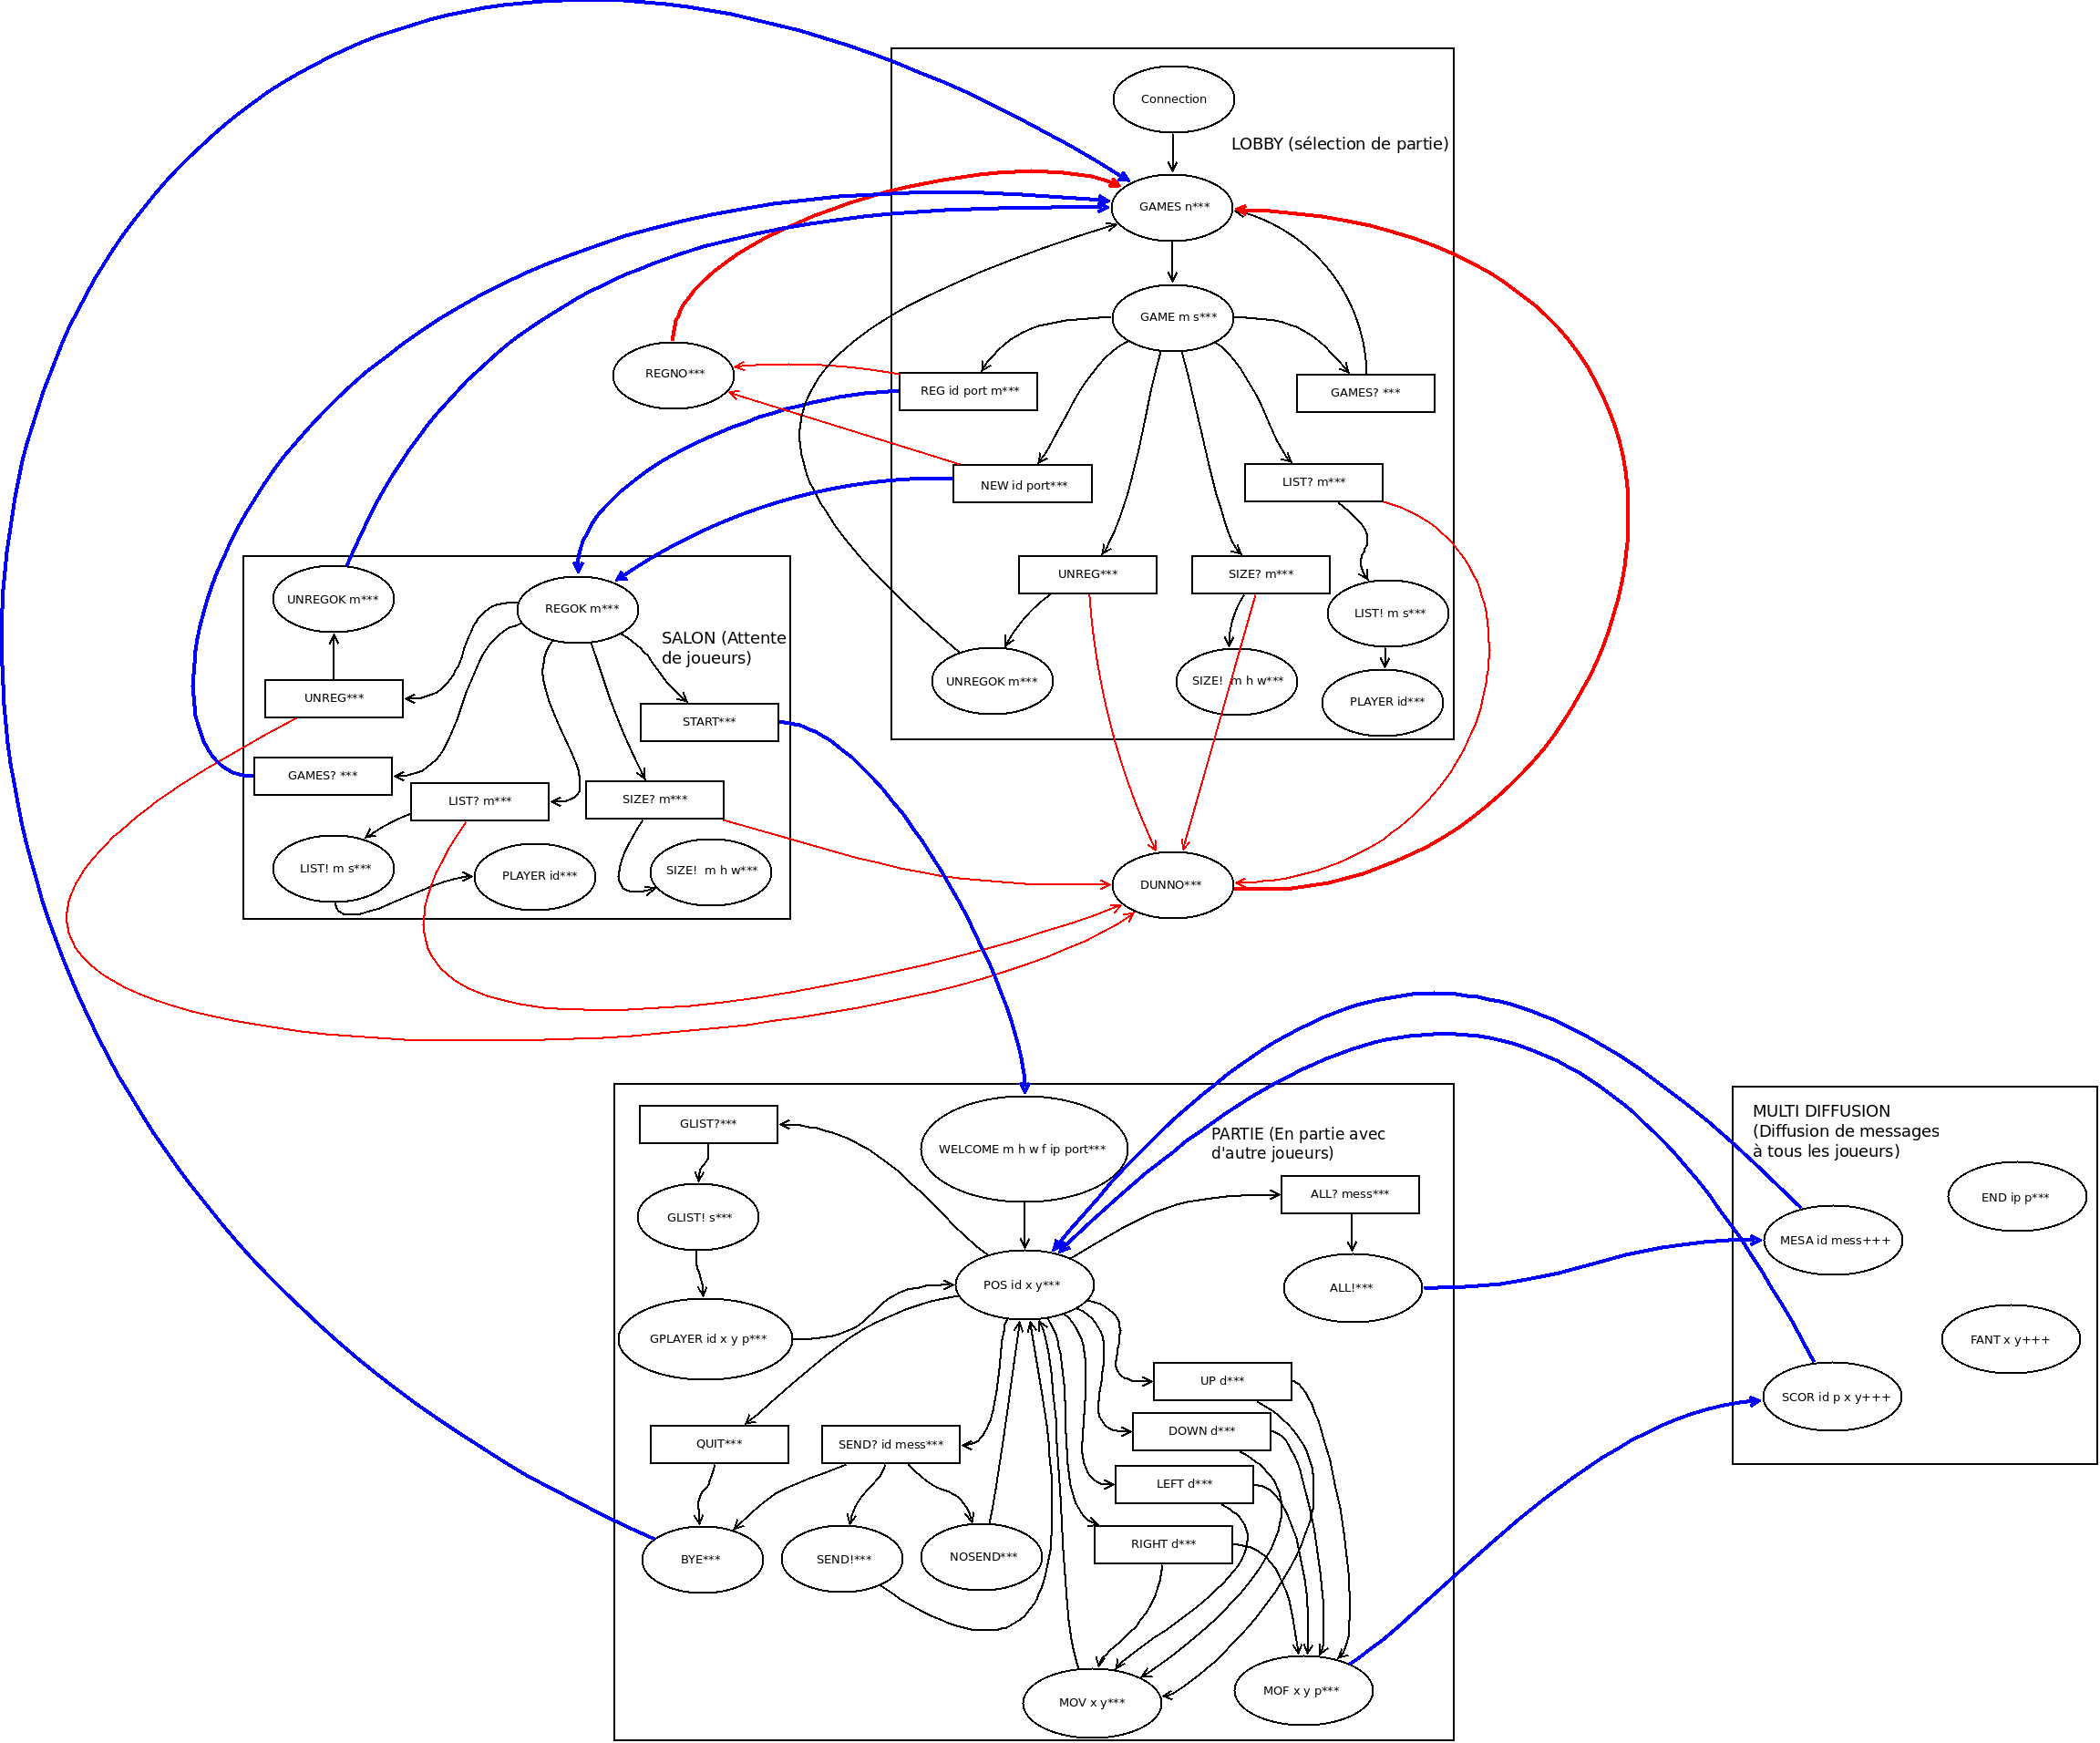 Connection
LOBBY (sélection de partie)
GAMES n***
GAME m s***
REGNO***
REG id port m***
GAMES? ***
NEW id port***
LIST? m***
UNREG***
SIZE? m***
LIST! m s***
UNREGOK m***
SIZE!  m h w***
PLAYER id***
UNREGOK m***
REGOK m***
SALON (Attente
de joueurs)
UNREG***
START***
GAMES? ***
LIST? m***
SIZE? m***
LIST! m s***
PLAYER id***
SIZE!  m h w***
DUNNO***
GLIST?***
WELCOME m h w f ip port***
PARTIE (En partie avec
d'autre joueurs)
ALL? mess***
GLIST! s***
POS id x y***
ALL!***
GPLAYER id x y p***
UP d***
QUIT***
SEND? id mess***
DOWN d***
LEFT d***
RIGHT d***
BYE***
SEND!***
NOSEND***
MOV x y***
MOF x y p***
MULTI DIFFUSION
(Diffusion de messages
à tous les joueurs)
END ip p***
MESA id mess+++
FANT x y+++
SCOR id p x y+++